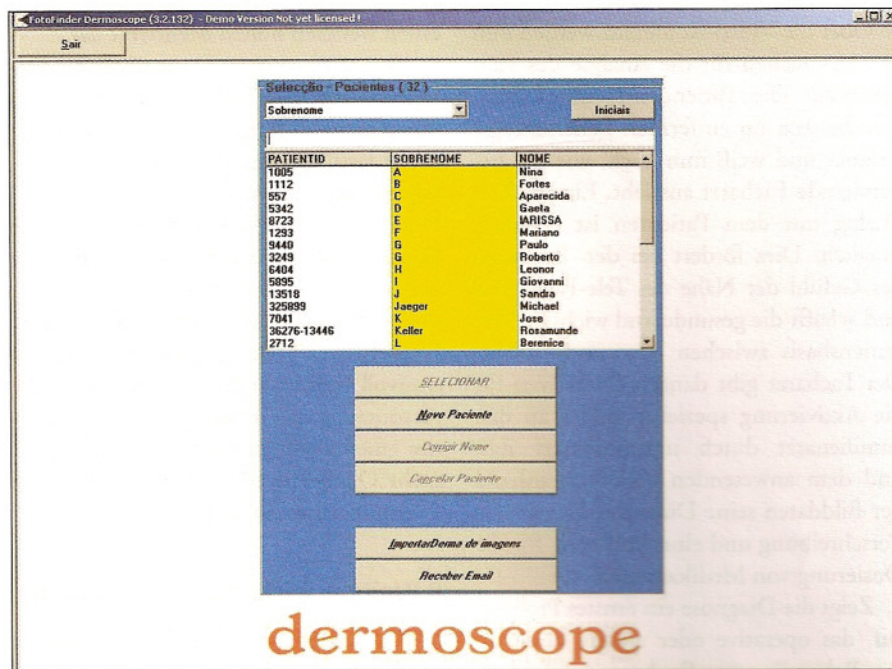 FotoFinder Dermoscope (3.2.132) - Demo Version Not yet licensed !
Sair
Selecção - Pacientes ( 32 )
Sobrenome
Iniciais
PATIENTID SOBRENOME NOME
1005 A Nina
1112 B Fortes
557 C Aparecida
5342 D Gaeta
8723 E IARISSA
1293 F Mariano
9440 G Paulo
3249 G Roberto
6404 H Leonor
5895 I Giovanni
13518 J Sandra
325899 Jaeger Michael
7041 K Jose
36276-13446 Keller Rosamunde
2712 L Berenice
SELECIONAR
Novo Paciente
Corrigir Nome
Cancelar Paciente
ImportarDerma de imagens
Receber Email
dermoscope